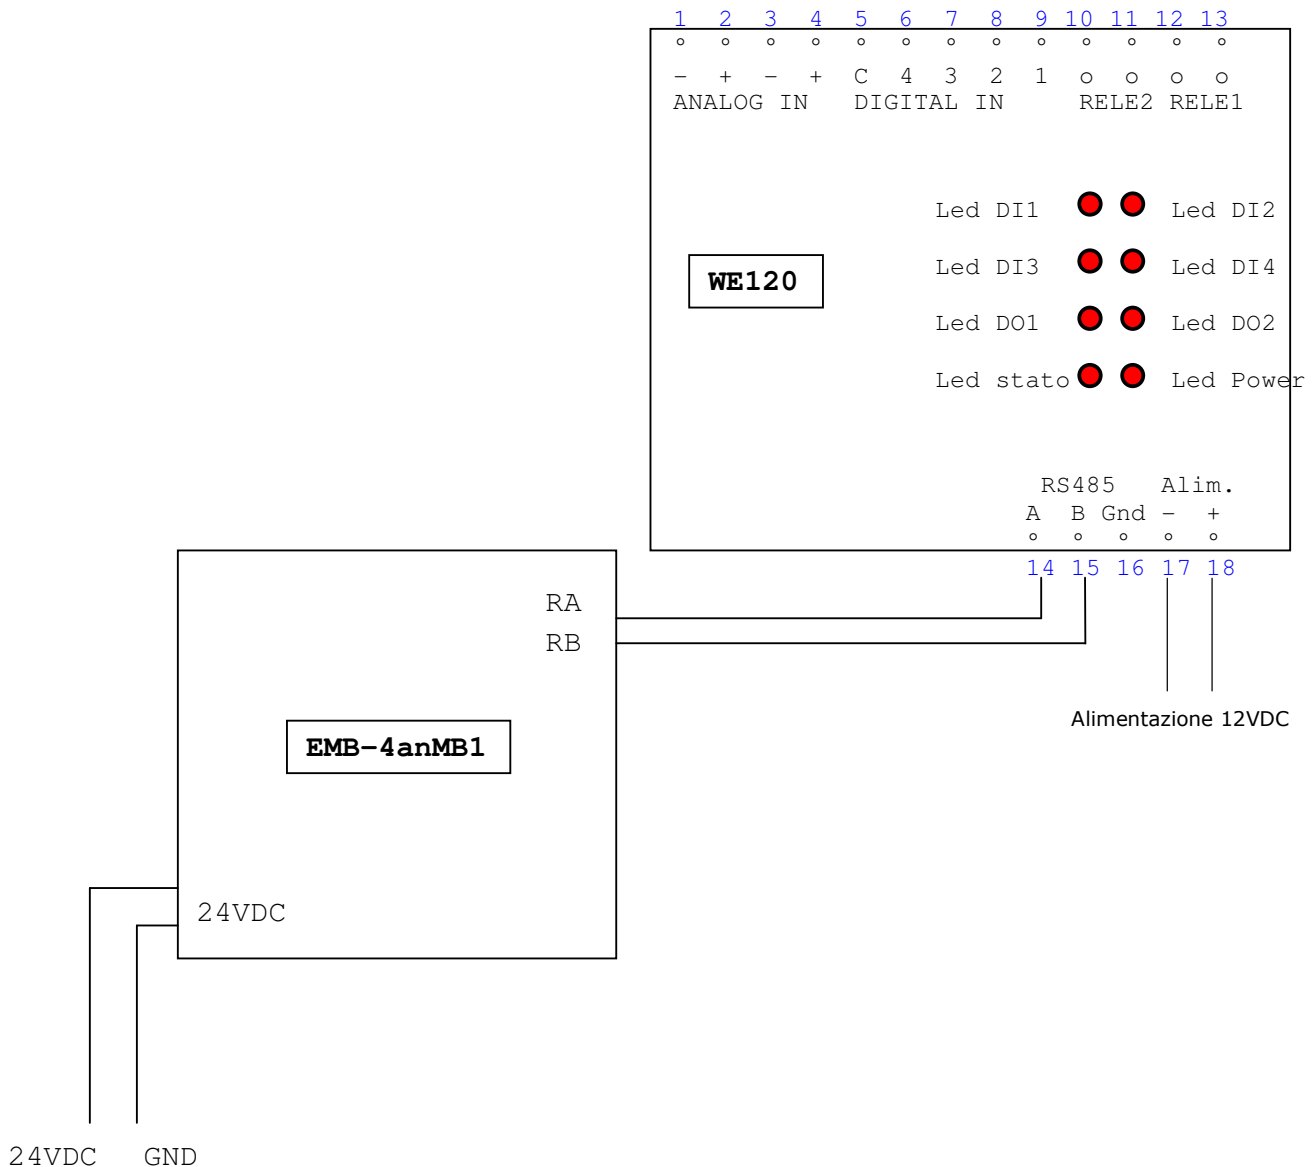 1 2 3 4 5 6 7 8 9 10 11 12 13
- + - + C 4 3 2 1 o o o o
ANALOG IN DIGITAL IN RELE2 RELE1
Led DI1 Led DI2
WE120
Led DI3 Led DI4
Led DO1 Led DO2
Led stato Led Power
RS485 Alim.
A B Gnd - +
14 15 16 17 18
RA
RB
Alimentazione 12VDC
EMB-4anMB1
24VDC
24VDC GND